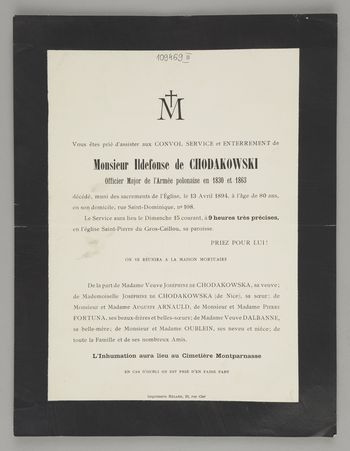 109469 III
M
Vous êtes prié d'assister aux CONVOI, SERVICE et ENTERREMENT de
Monsieur Ildefonse de CHODAKOWSKI
Officier Major de l'Armée polonaise en 1830 et 1863
décédé, muni des sacrements de l'Église, le 13 Avril 1894, à l'âge de 80 ans,
en son domicile, rue Saint-Dominique, nº 108.
Le Service aura lieu le Dimanche 15 courant, à 9 heures très précises,
en l'église Saint-Pierre du Gros-Caillou, sa paroisse.
PRIEZ POUR LUI!
ON SE RÉUNIRA A LA MAISON MORTUAIRE
De la part de Madame Veuve JOSÉPHINE DE CHODAKOWSKA, sa veuve;
de Mademoiselle JOSÉPHINE DE CHODAKOWSKA (de Nice), sa sœur; de
Monsieur et Madame AUGUSTE ARNAULD, de Monsieur et Madame PIERRE
FORTUNA, ses beaux-frères et belles-sœurs; de Madame Veuve DALBANNE,
sa belle-mère; de Monsieur et Madame OUBLEIN, ses neveu et nièce; de
toute la Famille et de ses nombreux Amis.
L'Inhumation aura lieu au Cimetière Montparnasse
EN CAS D'OUBLI ON EST PRIÉ D'EN FAIRE PART